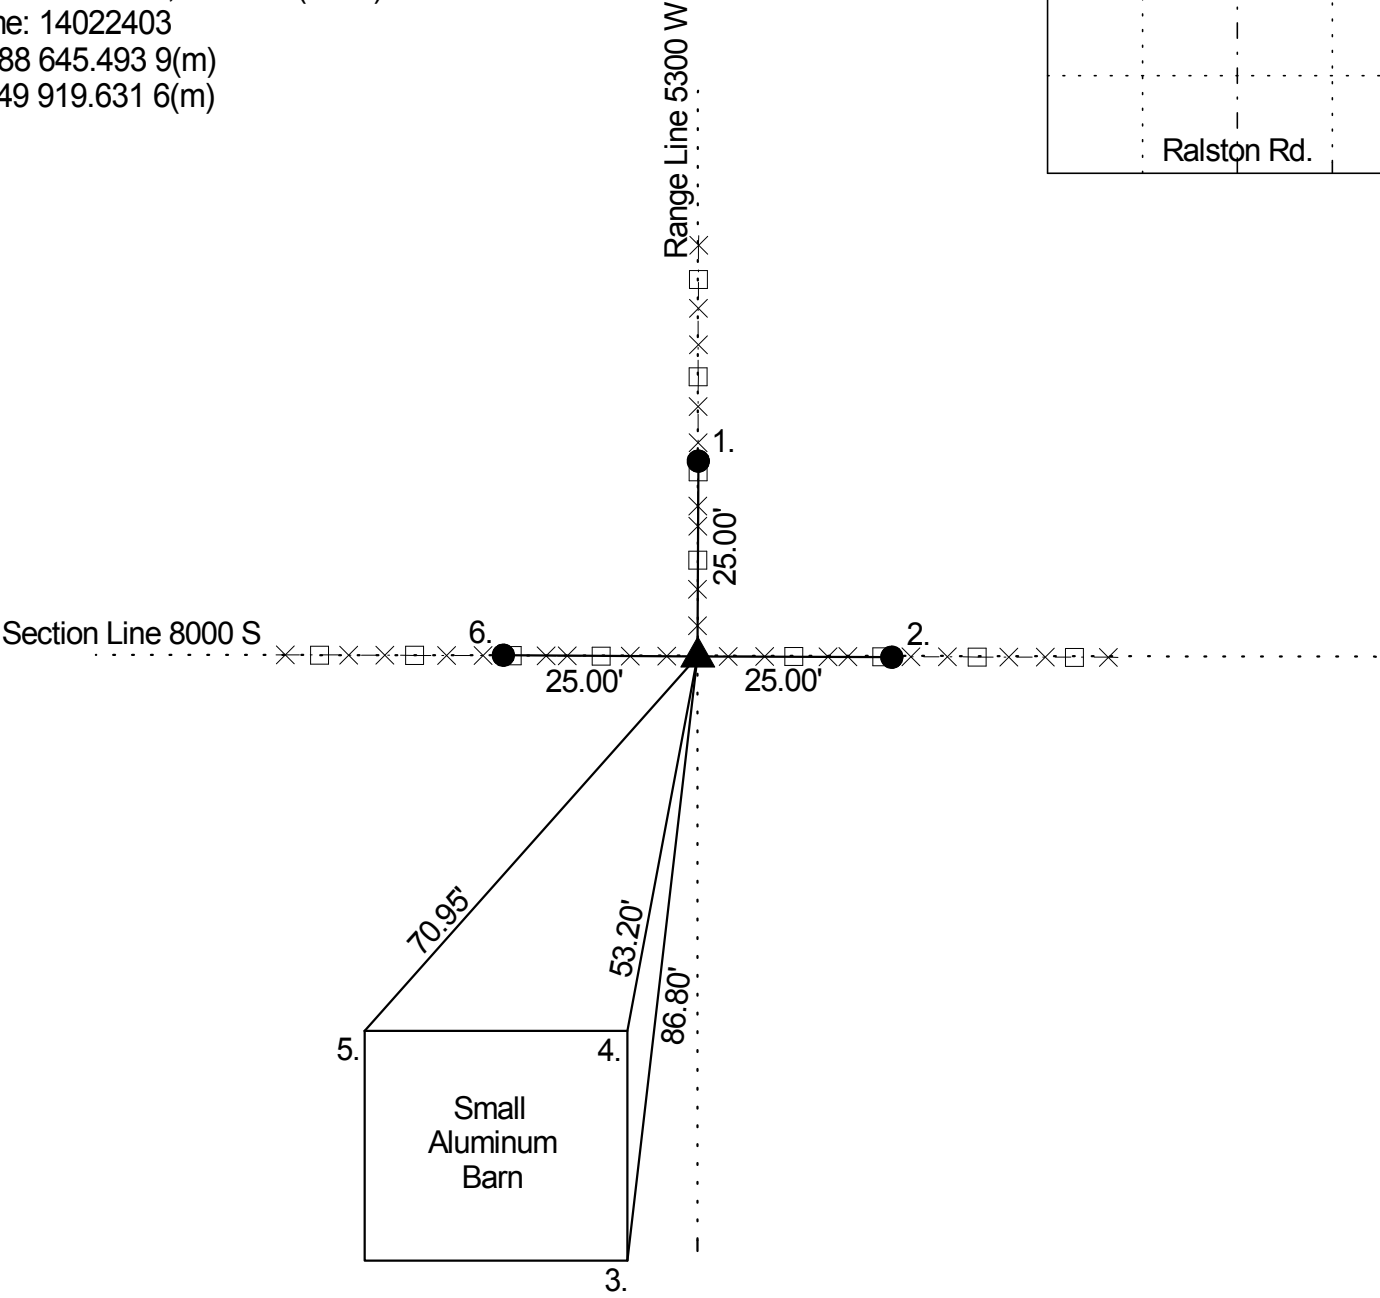 ne: 14022403
88 645.493 9(m)
49 919.631 6(m)
Range Line 5300 W
Ralston Rd.
1.
25.00'
Section Line 8000 S
6.
2.
25.00'
25.00'
70.95'
53.20'
86.80'
5.
4.
Small
Aluminum
Barn
3.